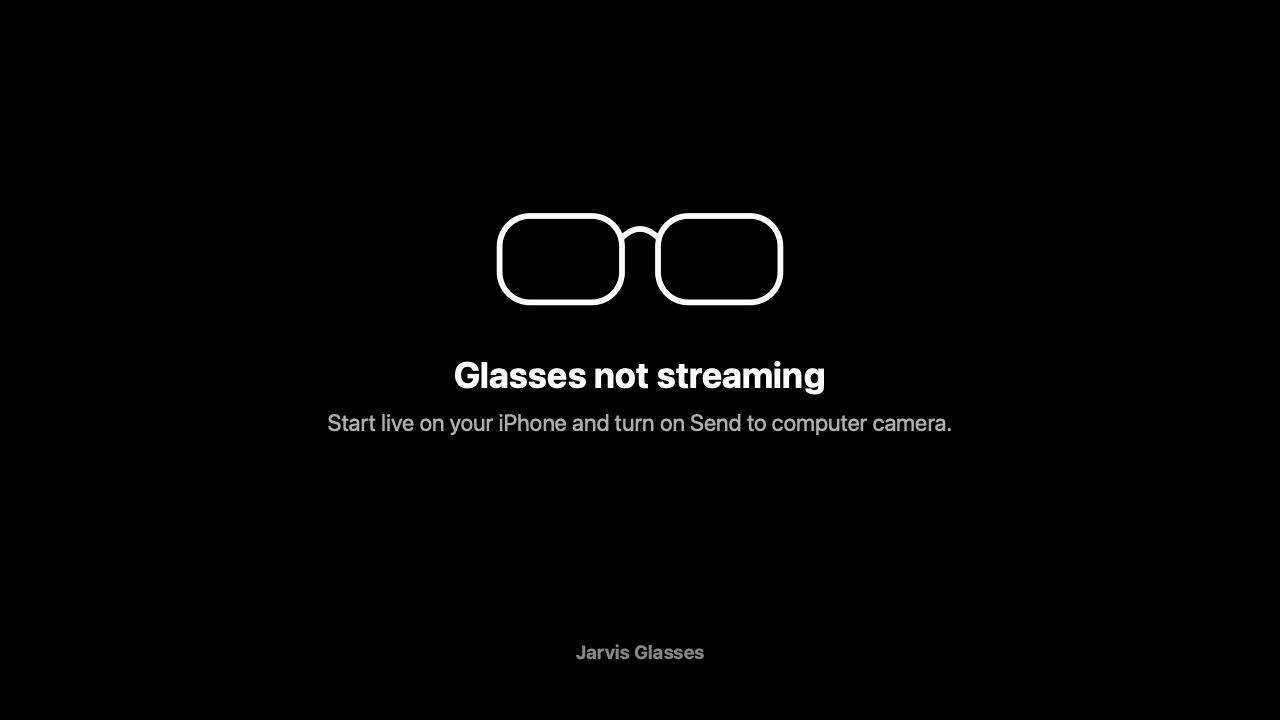 Glasses not streaming
Start live on your iPhone and turn on Send to computer camera.
Jarvis Glasses